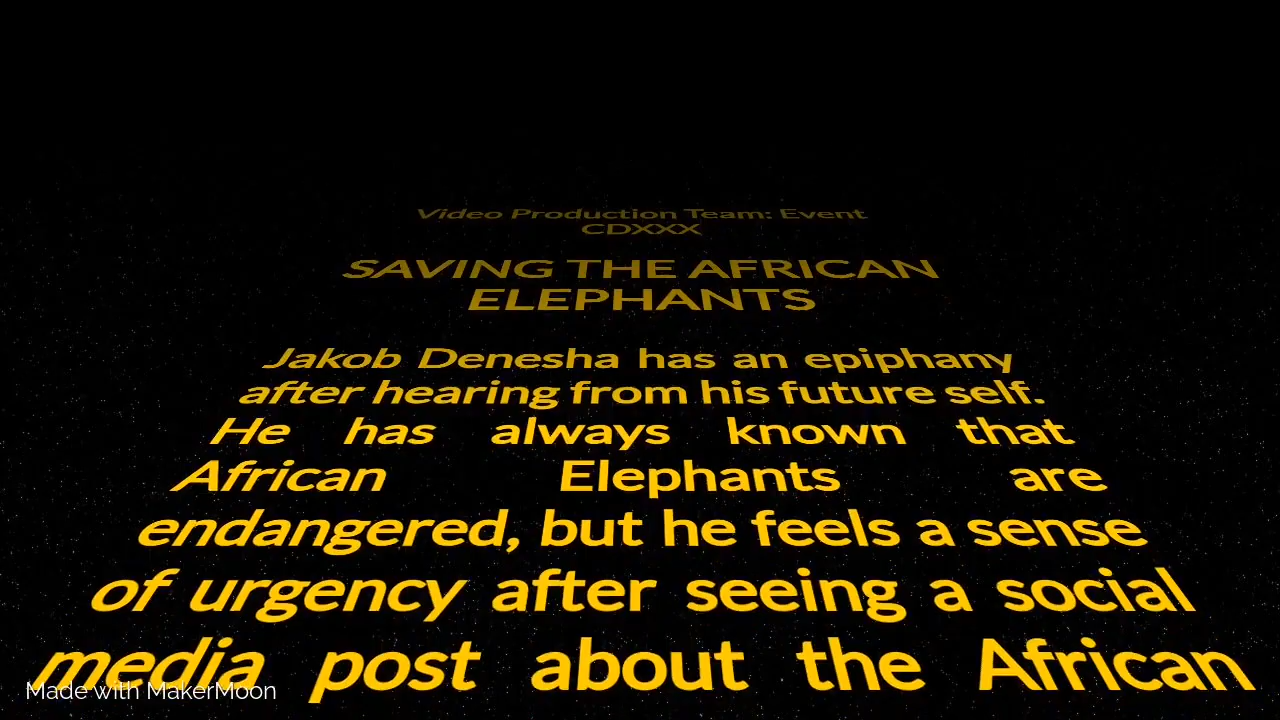 Video Production Team: Event
CDXXX
SAVING THE AFRICAN
ELEPHANTS
Jakob Denesha has an epiphany
after hearing from his future self.
He has always known that
African Elephants are
endangered, but he feels a sense
of urgency after seeing a social
media post about the African
Made with MakerMoon